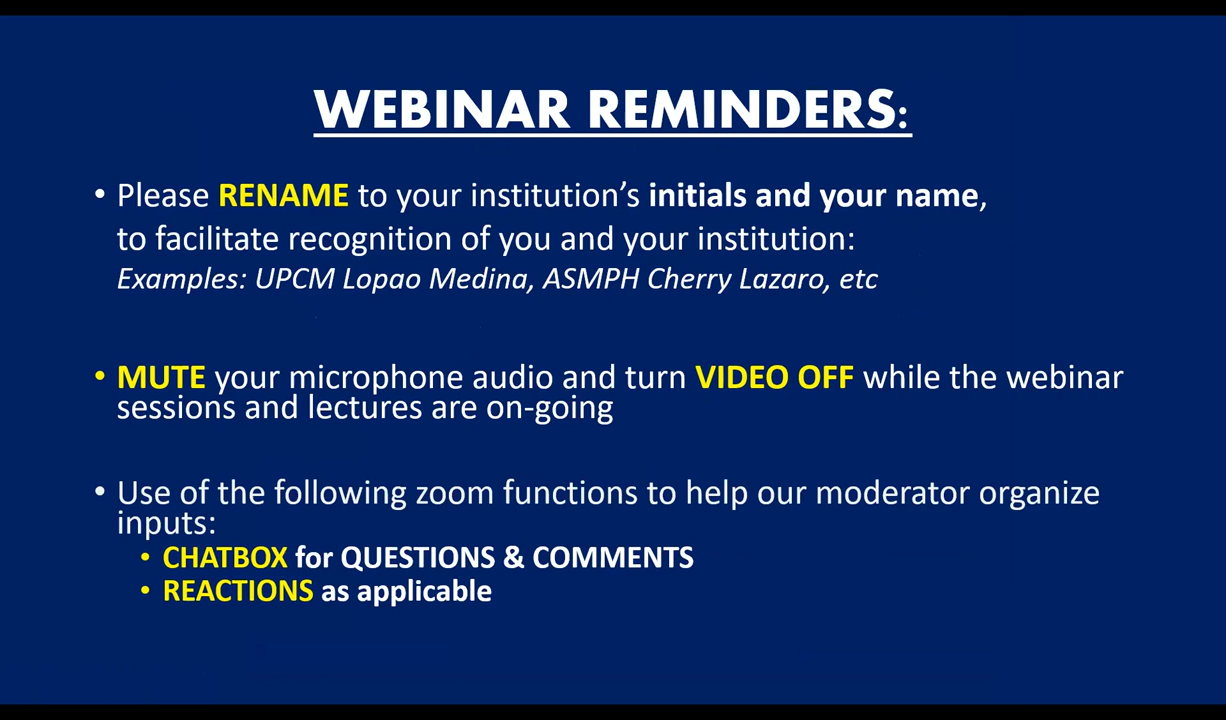 WEBINAR REMINDERS:
• Please RENAME to your institution’s initials and your name,
to facilitate recognition of you and your institution:
Examples: UPCM Lopao Medina, ASMPH Cherry Lazaro, etc
• MUTE your microphone audio and turn VIDEO OFF while the webinar
sessions and lectures are on-going
• Use of the following zoom functions to help our moderator organize
inputs:
• CHATBOX for QUESTIONS & COMMENTS
• REACTIONS as applicable